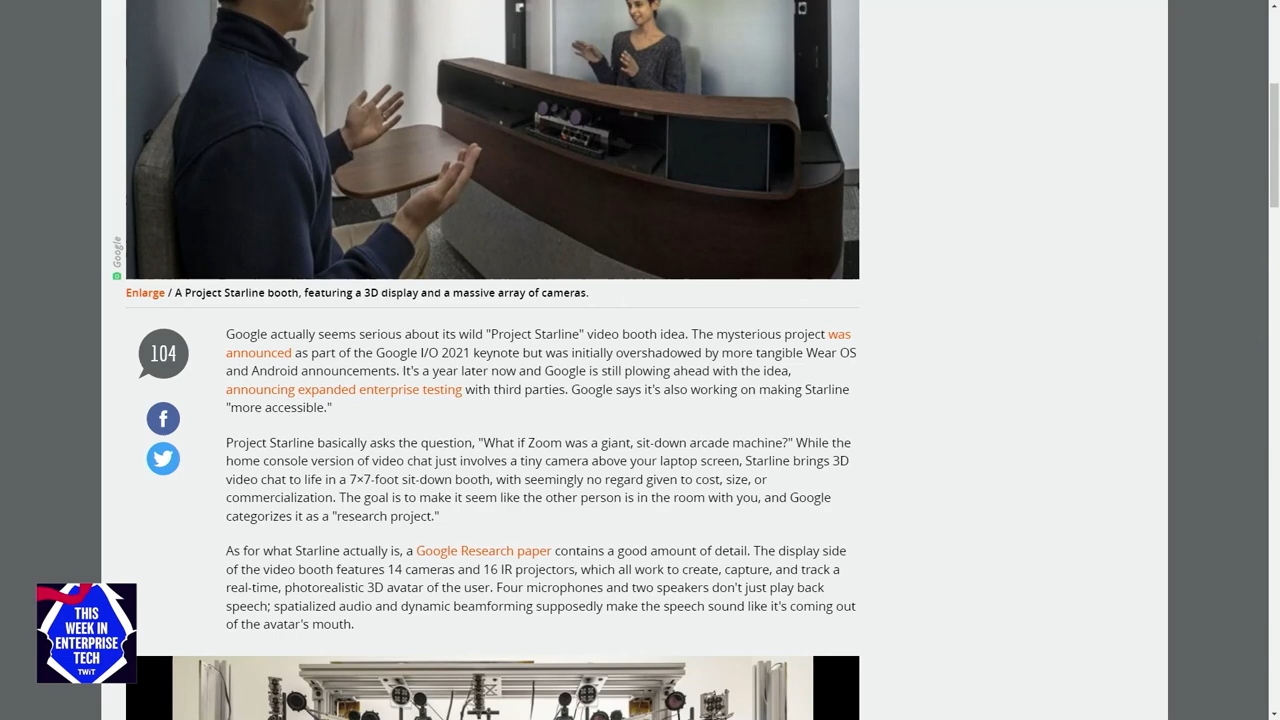 Google
Enlarge / A Project Starline booth, featuring a 3D display and a massive array of cameras.
104
Google actually seems serious about its wild "Project Starline" video booth idea. The mysterious project was
announced as part of the Google I/O 2021 keynote but was initially overshadowed by more tangible Wear OS
and Android announcements. It's a year later now and Google is still plowing ahead with the idea,
announcing expanded enterprise testing with third parties. Google says it's also working on making Starline
"more accessible."
Project Starline basically asks the question, "What if Zoom was a giant, sit-down arcade machine?" While the
home console version of video chat just involves a tiny camera above your laptop screen, Starline brings 3D
video chat to life in a 7×7-foot sit-down booth, with seemingly no regard given to cost, size, or
commercialization. The goal is to make it seem like the other person is in the room with you, and Google
categorizes it as a "research project."
As for what Starline actually is, a Google Research paper contains a good amount of detail. The display side
of the video booth features 14 cameras and 16 IR projectors, which all work to create, capture, and track a
real-time, photorealistic 3D avatar of the user. Four microphones and two speakers don't just play back
speech; spatialized audio and dynamic beamforming supposedly make the speech sound like it's coming out
of the avatar's mouth.
THIS
WEEK IN
ENTERPRISE
TECH
TWiT